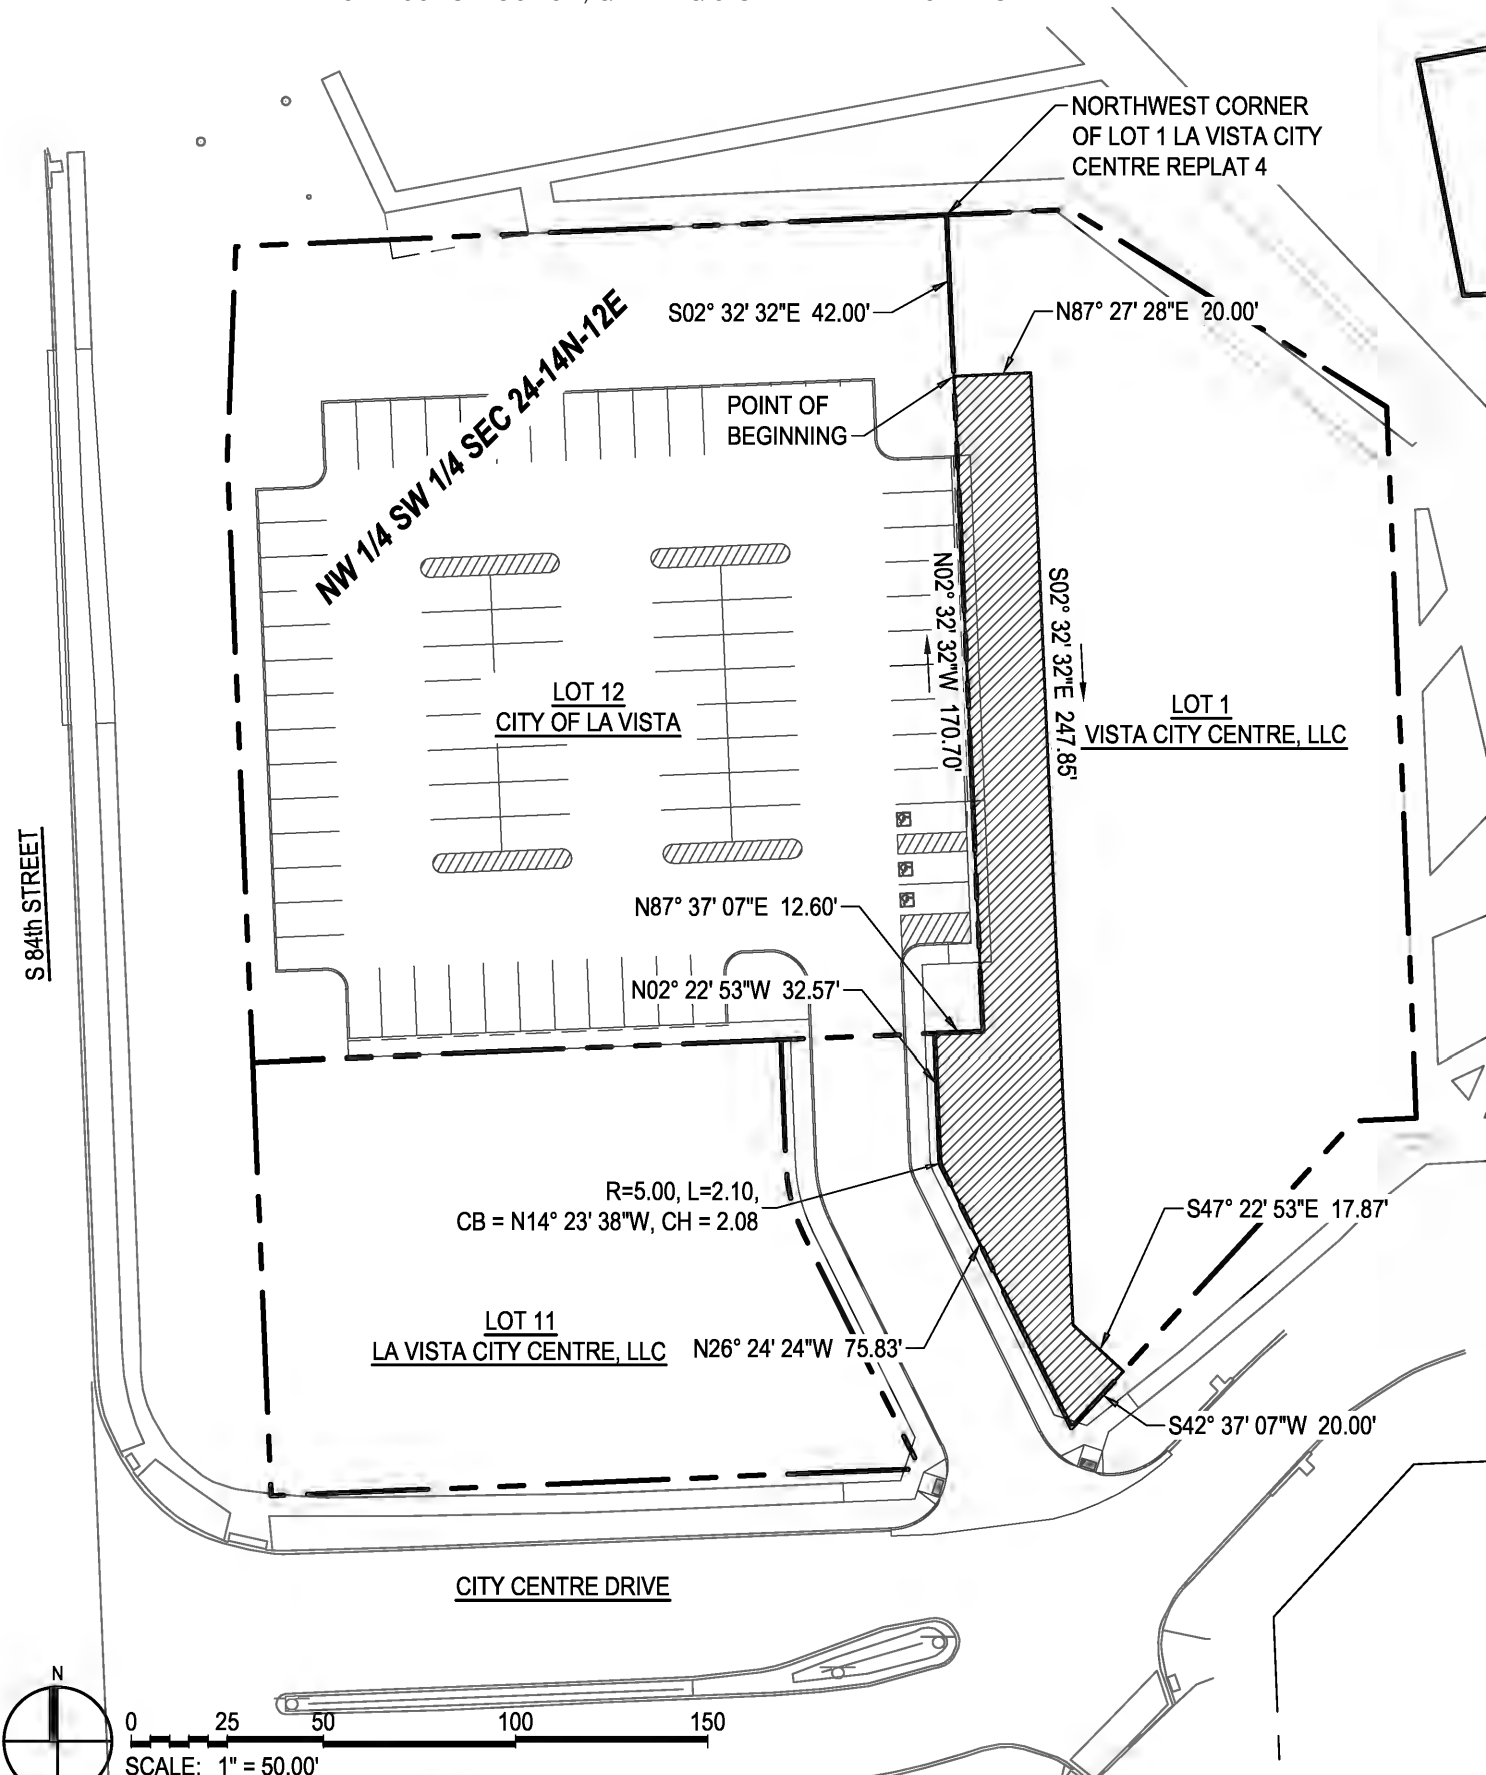 NORTHWEST CORNER
OF LOT 1 LA VISTA CITY
CENTRE REPLAT 4
S02° 32' 32"E 42.00'
N87° 27' 28"E 20.00'
NW 1/4 SW 1/4 SEC 24-14N-12E
POINT OF
BEGINNING
N02° 32' 32"W 170.70'
S02° 32' 32"E 247.85'
LOT 12
CITY OF LA VISTA
LOT 1
VISTA CITY CENTRE, LLC
S 84th STREET
N87° 37' 07"E 12.60'
N02° 22' 53"W 32.57'
R=5.00, L=2.10,
CB = N14° 23' 38"W, CH = 2.08
S47° 22' 53"E 17.87'
LOT 11
LA VISTA CITY CENTRE, LLC
N26° 24' 24"W 75.83'
S42° 37' 07"W 20.00'
CITY CENTRE DRIVE
N
0 25 50 100 150
SCALE: 1" = 50.00'